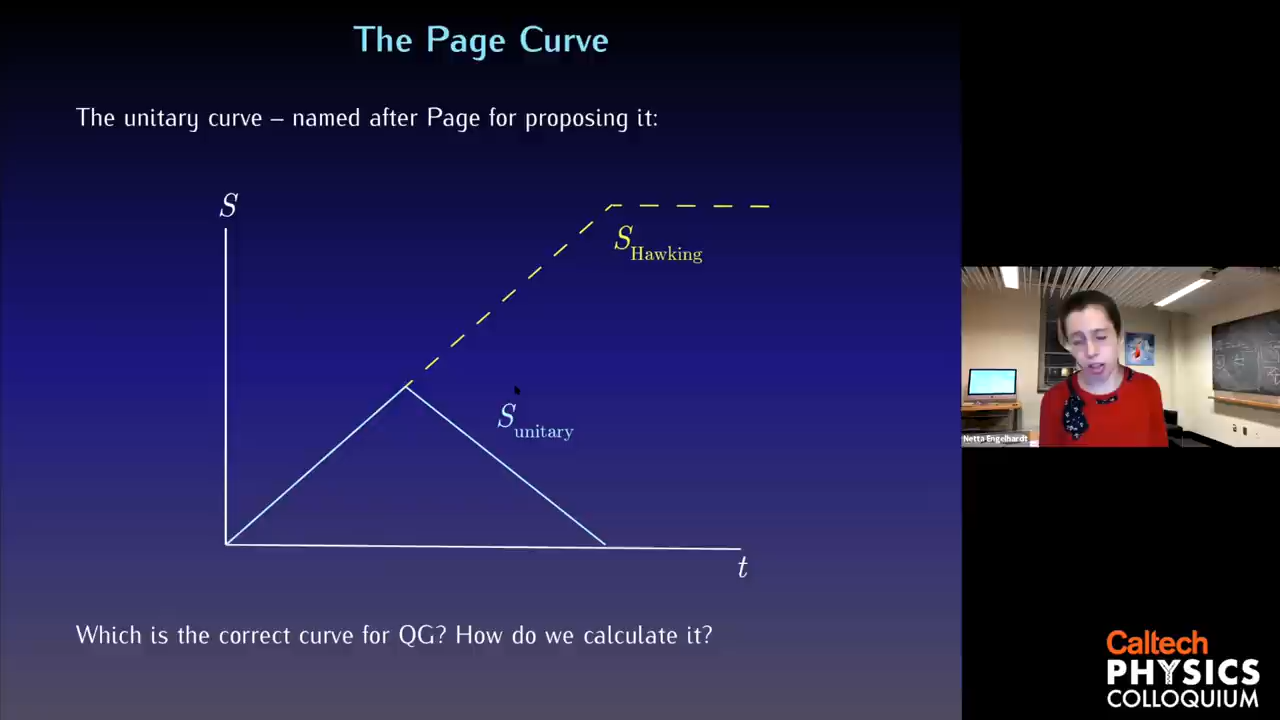 The Page Curve
The unitary curve – named after Page for proposing it:
S
S_Hawking
S_unitary
t
Which is the correct curve for QG? How do we calculate it?
Netta Engelhardt
Caltech
PHYSICS
COLLOQUIUM